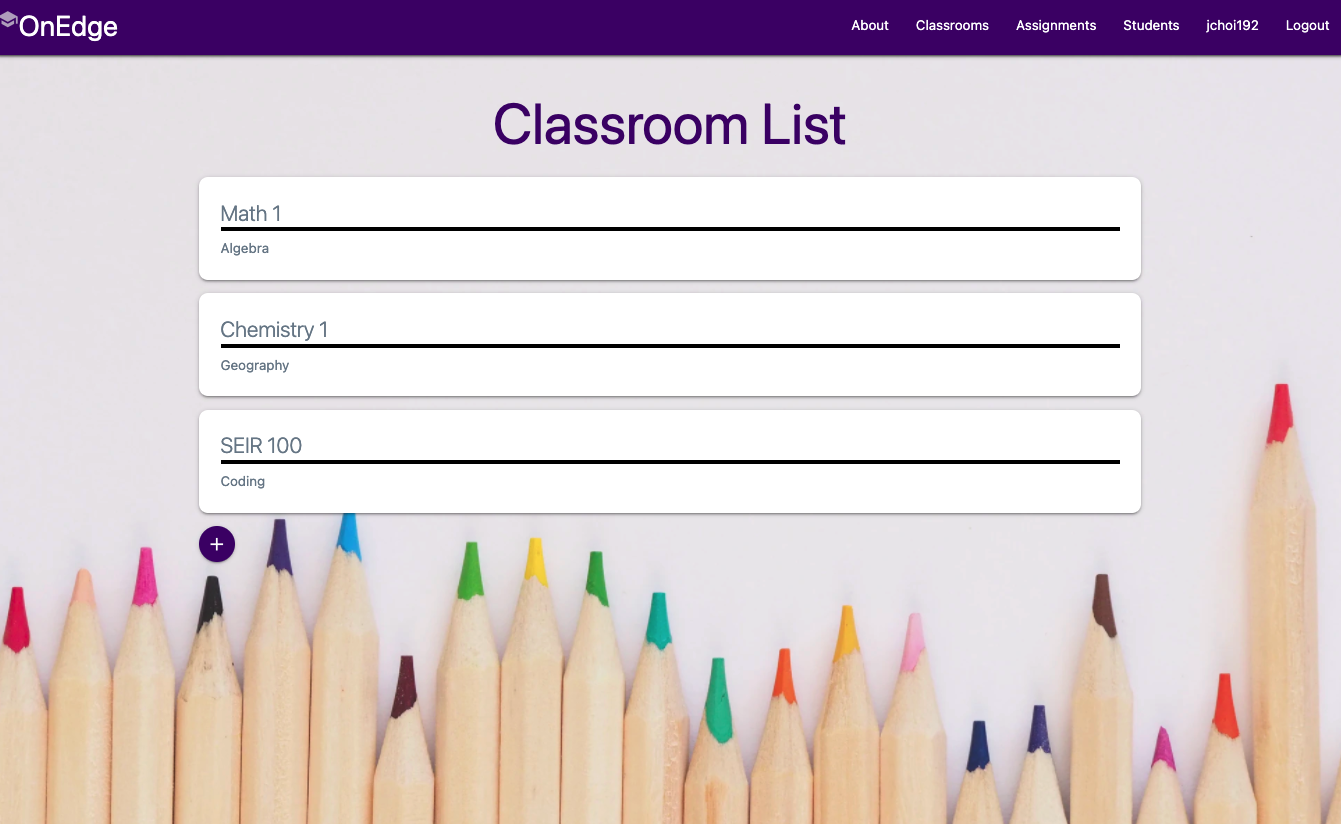 OnEdge
About Classrooms Assignments Students jchoi192 Logout
Classroom List
Math 1
Algebra
Chemistry 1
Geography
SEIR 100
Coding
+